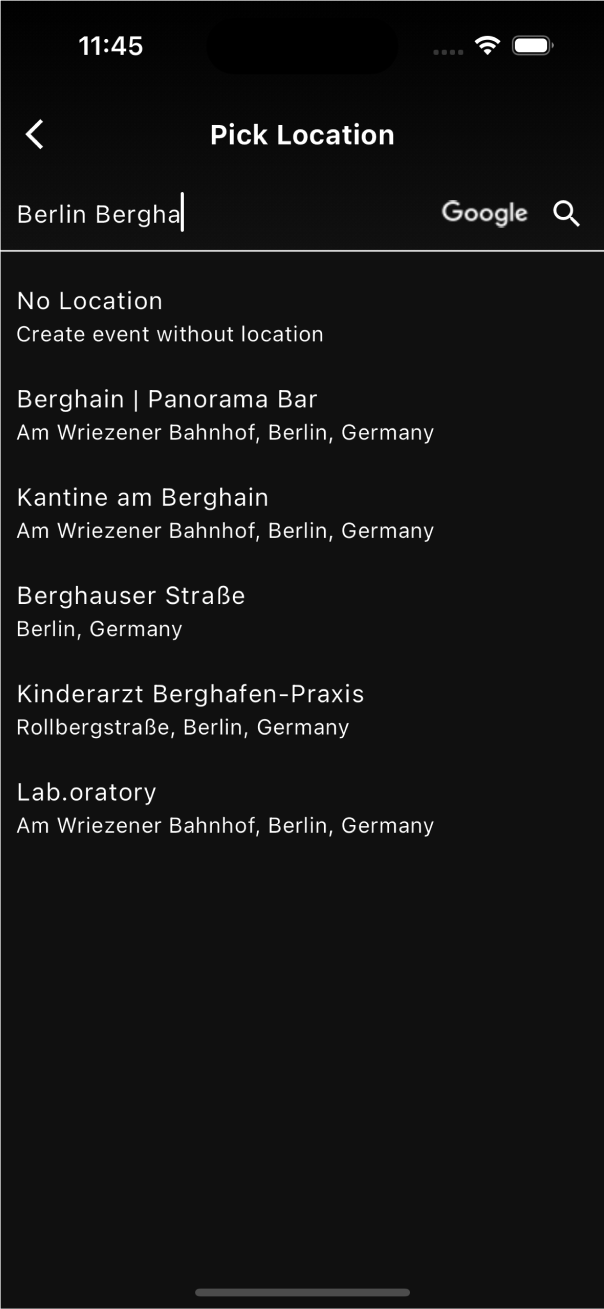 11:45
Pick Location
Berlin Bergha
Google
No Location
Create event without location
Berghain | Panorama Bar
Am Wriezener Bahnhof, Berlin, Germany
Kantine am Berghain
Am Wriezener Bahnhof, Berlin, Germany
Berghauser Straße
Berlin, Germany
Kinderarzt Berghafen-Praxis
Rollbergstraße, Berlin, Germany
Lab.oratory
Am Wriezener Bahnhof, Berlin, Germany